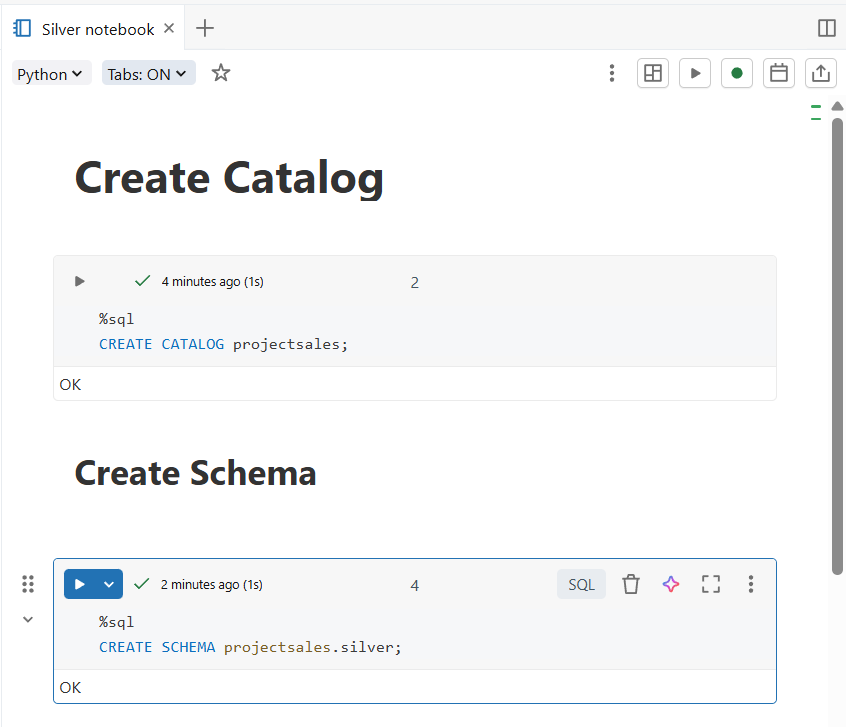 Silver notebook
Python
Tabs: ON
Create Catalog
4 minutes ago (1s)
2
%sql
CREATE CATALOG projectsales;
OK
Create Schema
2 minutes ago (1s)
4
SQL
%sql
CREATE SCHEMA projectsales.silver;
OK